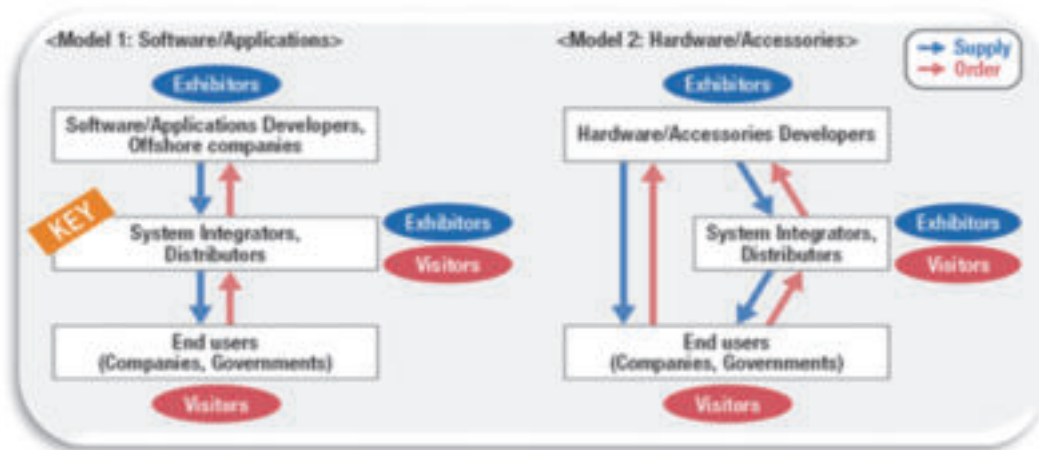 <Model 1: Software/Applications>
Exhibitors
Software/Applications Developers,
Offshore companies
KEY
System Integrators,
Distributors
Exhibitors
Visitors
End users
(Companies, Governments)
Visitors
<Model 2: Hardware/Accessories>
Supply
Order
Exhibitors
Hardware/Accessories Developers
System Integrators,
Distributors
Exhibitors
Visitors
End users
(Companies, Governments)
Visitors